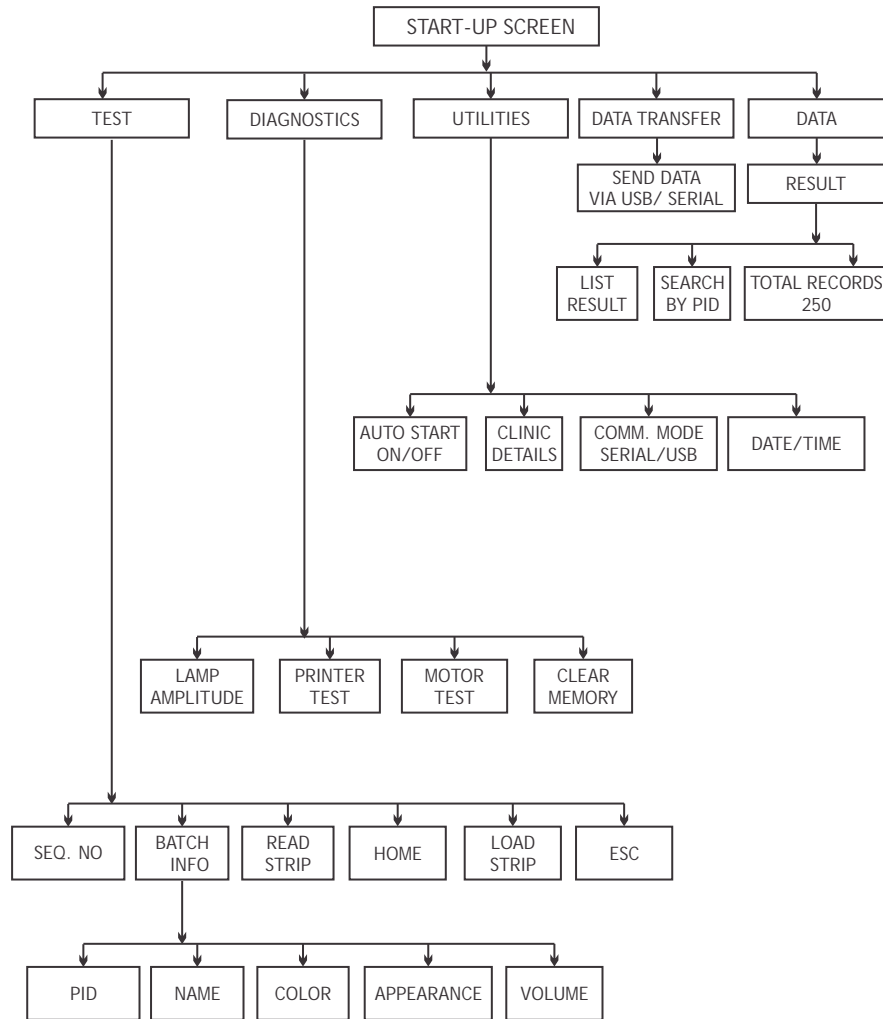 START-UP SCREEN
TEST
DIAGNOSTICS
UTILITIES
DATA TRANSFER
DATA
SEND DATA
VIA USB/ SERIAL
RESULT
LIST
RESULT
SEARCH
BY PID
TOTAL RECORDS
250
AUTO START
ON/OFF
CLINIC
DETAILS
COMM. MODE
SERIAL/USB
DATE/TIME
LAMP
AMPLITUDE
PRINTER
TEST
MOTOR
TEST
CLEAR
MEMORY
SEQ. NO
BATCH
INFO
READ
STRIP
HOME
LOAD
STRIP
ESC
PID
NAME
COLOR
APPEARANCE
VOLUME